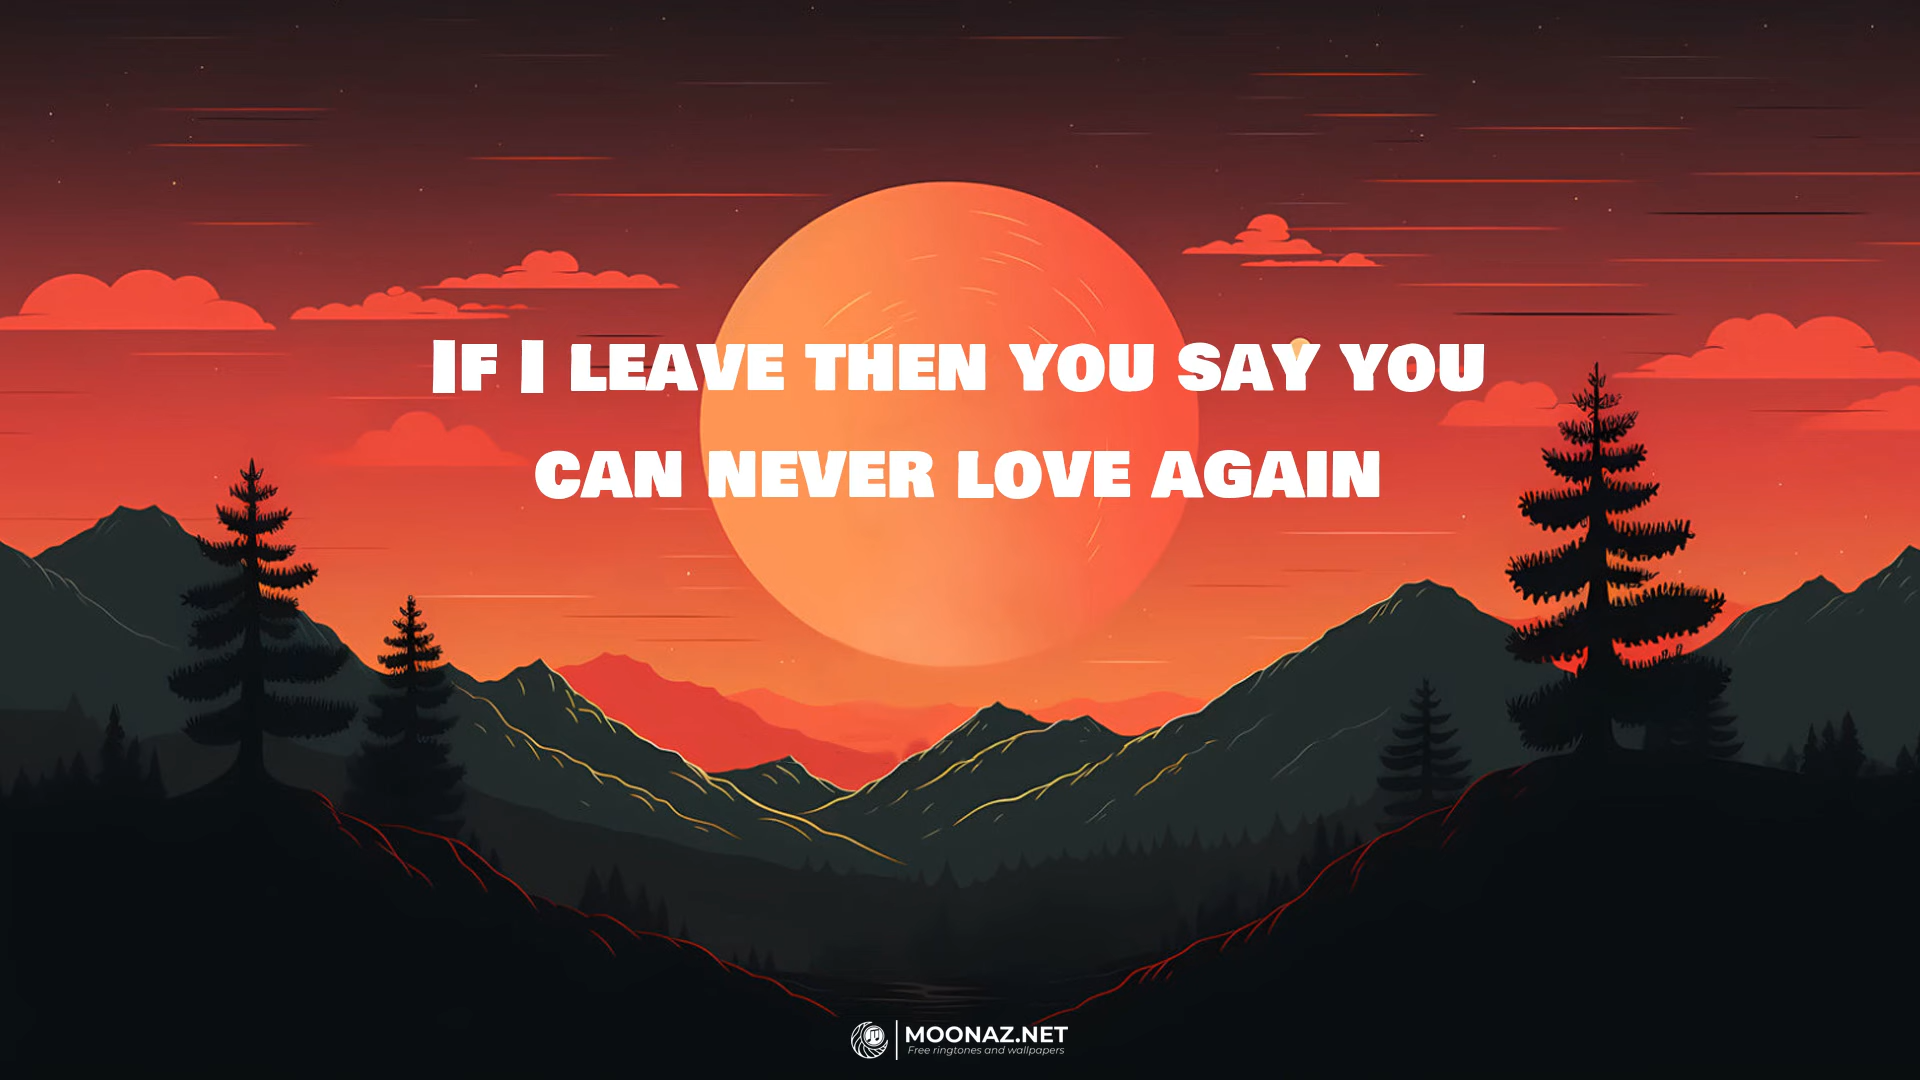 If I leave then you say you
can never love again
MOONAZ.NET
Free ringtones and wallpapers